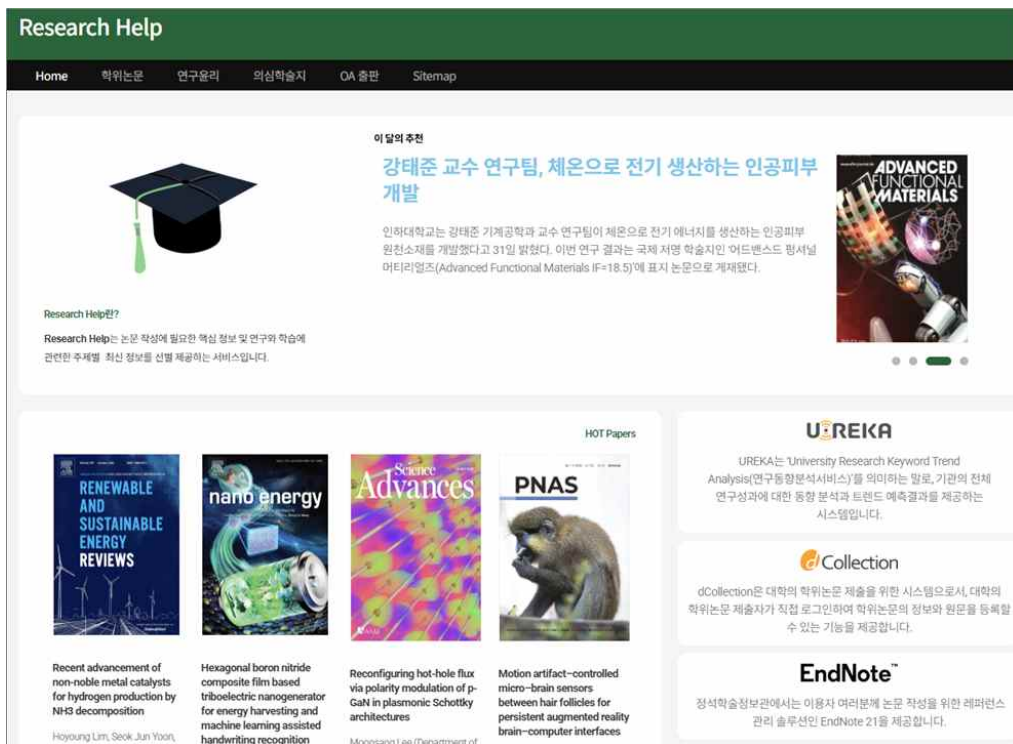 Research Help
Home 학위논문 연구윤리 의심학술지 OA 출판 Sitemap
이 달의 추천
강태준 교수 연구팀, 체온으로 전기 생산하는 인공피부
개발
인하대학교는 강태준 기계공학과 교수 연구팀이 체온으로 전기 에너지를 생산하는 인공피부
원천소재를 개발했다고 31일 밝혔다. 이번 연구 결과는 국제 저명 학술지인 '어드밴스드 펑셔널
머티리얼즈(Advanced Functional Materials IF=18.5)'에 표지 논문으로 게재됐다.
ADVANCED
FUNCTIONAL
MATERIALS
Research Help란?
Research Help는 논문 작성에 필요한 핵심 정보 및 연구와 학습에
관련한 주제별 최신 정보를 선별 제공하는 서비스입니다.
HOT Papers
RENEWABLE
AND
SUSTAINABLE
ENERGY
REVIEWS
nano energy
Science
Advances
AAAS
PNAS
Recent advancement of
non-noble metal catalysts
for hydrogen production by
NH3 decomposition
Hoyoung Lim, Seok Jun Yoon,
Hexagonal boron nitride
composite film based
triboelectric nanogenerator
for energy harvesting and
machine learning assisted
handwriting recognition
Reconfiguring hot-hole flux
via polarity modulation of p-
GaN in plasmonic Schottky
architectures
Moonsang Lee (Department of
Motion artifact–controlled
micro–brain sensors
between hair follicles for
persistent augmented reality
brain–computer interfaces
UREKA
UREKA는 'University Research Keyword Trend
Analysis(연구동향분석서비스)'를 의미하는 말로, 기관의 전체
연구성과에 대한 동향 분석과 트렌드 예측결과를 제공하는
시스템입니다.
dCollection
dCollection은 대학의 학위논문 제출을 위한 시스템으로서, 대학의
학위논문 제출자가 직접 로그인하여 학위논문의 정보와 원문을 등록할
수 있는 기능을 제공합니다.
EndNote™
정석학술정보관에서는 이용자 여러분께 논문 작성을 위한 레퍼런스
관리 솔루션인 EndNote 21을 제공합니다.